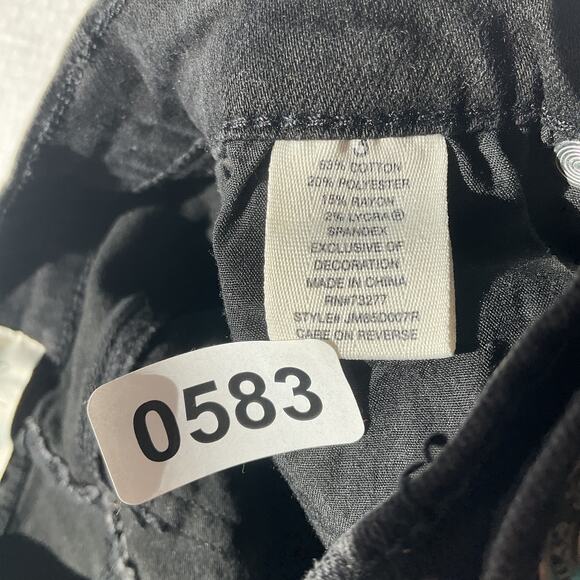 63% COTTON
20% POLYESTER
15% RAYON
2% LYCRA®
SPANDEX
EXCLUSIVE OF
DECORATION
MADE IN CHINA
RN#73277
STYLE# JM85D007R
CARE ON REVERSE
0583